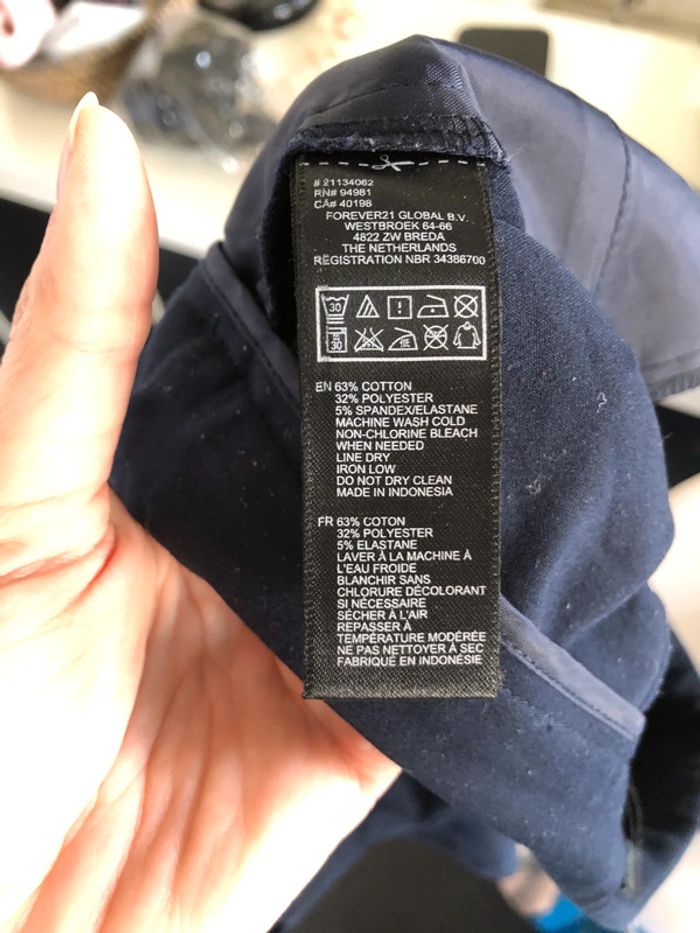 # 21134062
RN# 94981
CA# 40198
FOREVER21 GLOBAL B.V.
WESTBROEK 64-66
4822 ZW BREDA
THE NETHERLANDS
REGISTRATION NBR 34386700
30
30
EN 63% COTTON
32% POLYESTER
5% SPANDEX/ELASTANE
MACHINE WASH COLD
NON-CHLORINE BLEACH
WHEN NEEDED
LINE DRY
IRON LOW
DO NOT DRY CLEAN
MADE IN INDONESIA
FR 63% COTON
32% POLYESTER
5% ELASTANE
LAVER À LA MACHINE À
L'EAU FROIDE
BLANCHIR SANS
CHLORURE DÉCOLORANT
SI NÉCESSAIRE
SÉCHER À L'AIR
REPASSER À
TEMPÉRATURE MODÉRÉE
NE PAS NETTOYER À SEC
FABRIQUÉ EN INDONÉSIE